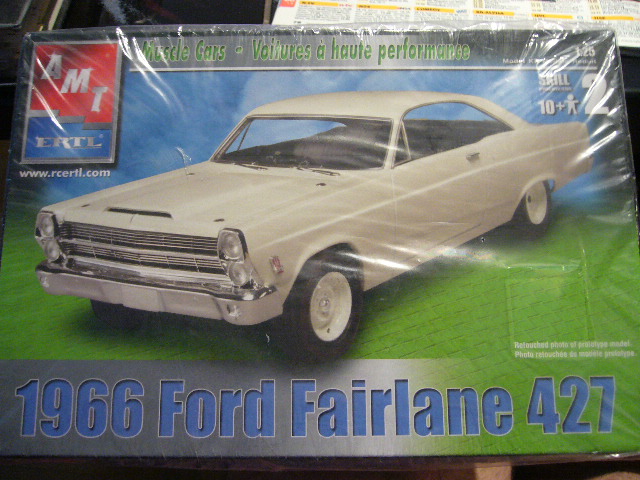 Muscle Cars - Voitures à haute performance
AMT
ERTL
www.rcertl.com
1:25
SKILL
2
10+
Retouched photo of prototype model.
Photo retouchée du modèle prototype.
1966 Ford Fairlane 427